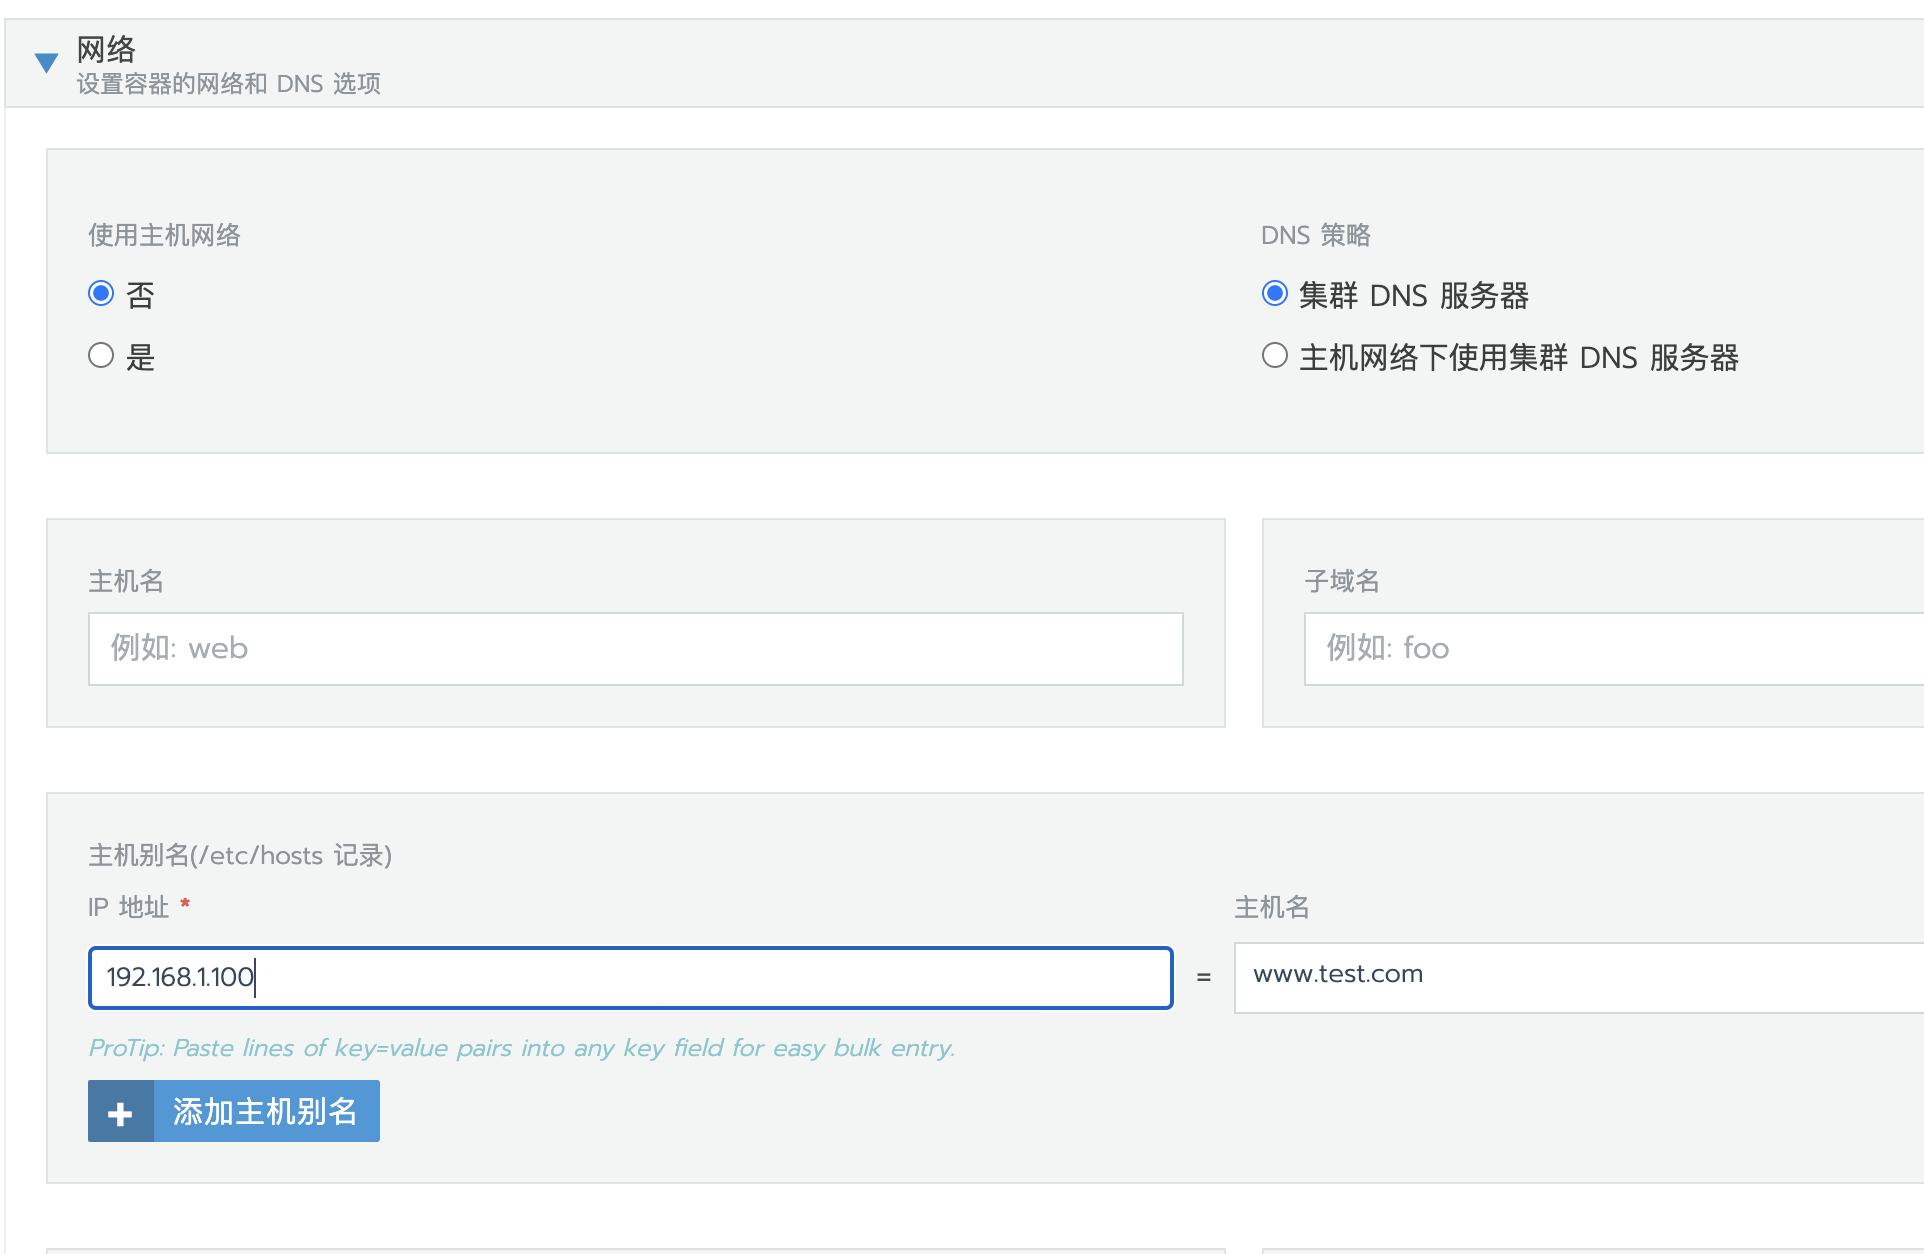 网络
设置容器的网络和 DNS 选项
使用主机网络
否
是
DNS 策略
集群 DNS 服务器
主机网络下使用集群 DNS 服务器
主机名
例如: web
子域名
例如: foo
主机别名(/etc/hosts 记录)
IP 地址 *
主机名
192.168.1.100
=
www.test.com
ProTip: Paste lines of key=value pairs into any key field for easy bulk entry.
+ 添加主机别名